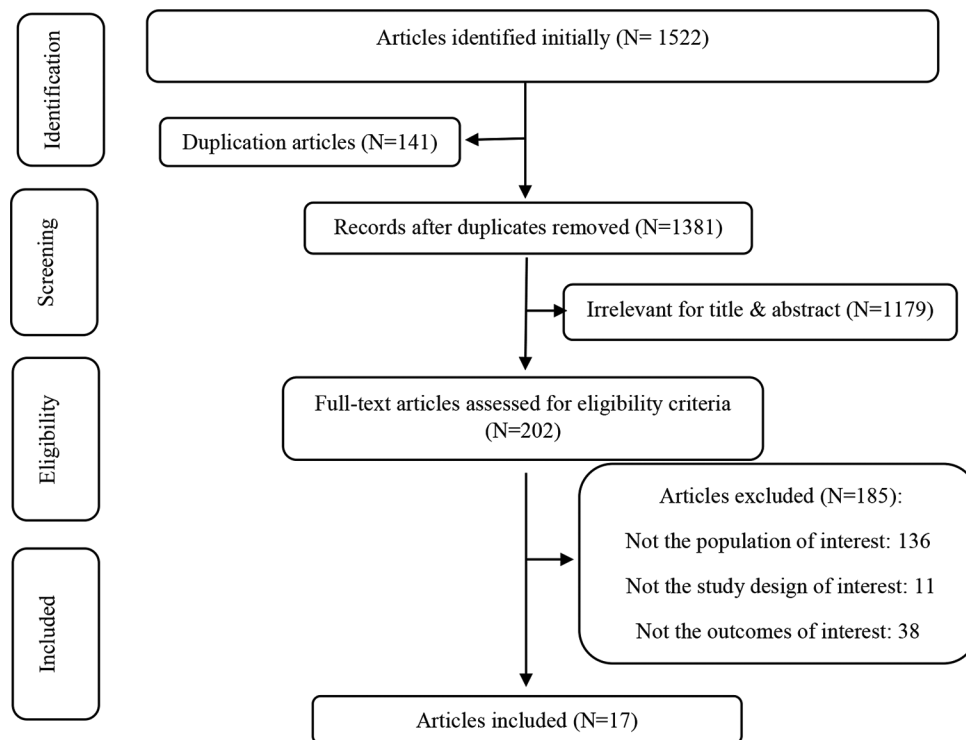 Identification
Articles identified initially (N= 1522)
Duplication articles (N=141)
Screening
Records after duplicates removed (N=1381)
Irrelevant for title & abstract (N=1179)
Eligibility
Full-text articles assessed for eligibility criteria
(N=202)
Articles excluded (N=185):
Not the population of interest: 136
Not the study design of interest: 11
Not the outcomes of interest: 38
Included
Articles included (N=17)